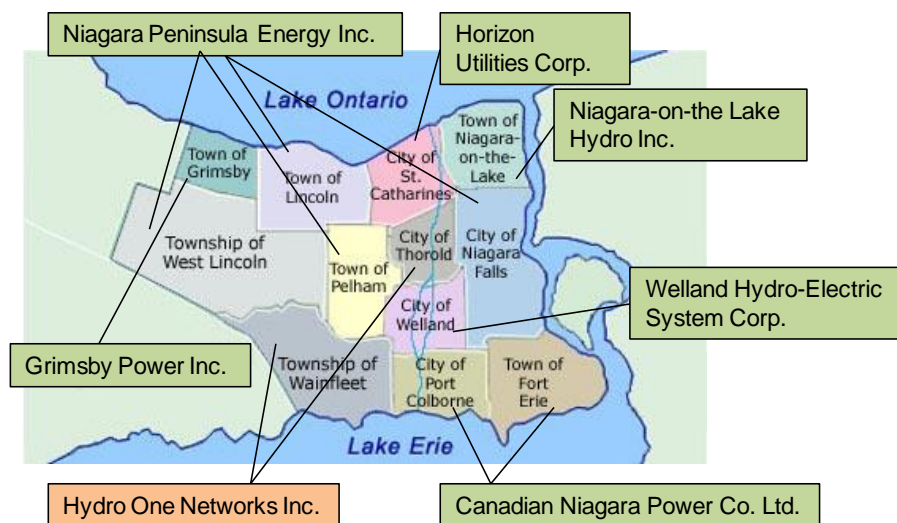 Niagara Peninsula Energy Inc.
Horizon
Utilities Corp.
Niagara-on-the Lake
Hydro Inc.
Lake Ontario
Town of
Niagara-
on-the-
Lake
Town of
Grimsby
City of
St.
Catharines
Town of
Lincoln
Township of
West Lincoln
City of
Thorold
City of
Niagara
Falls
Town of
Pelham
City of
Welland
Welland Hydro-Electric
System Corp.
Grimsby Power Inc.
Township of
Wainfleet
City of
Port
Colborne
Town of
Fort
Erie
Lake Erie
Hydro One Networks Inc.
Canadian Niagara Power Co. Ltd.